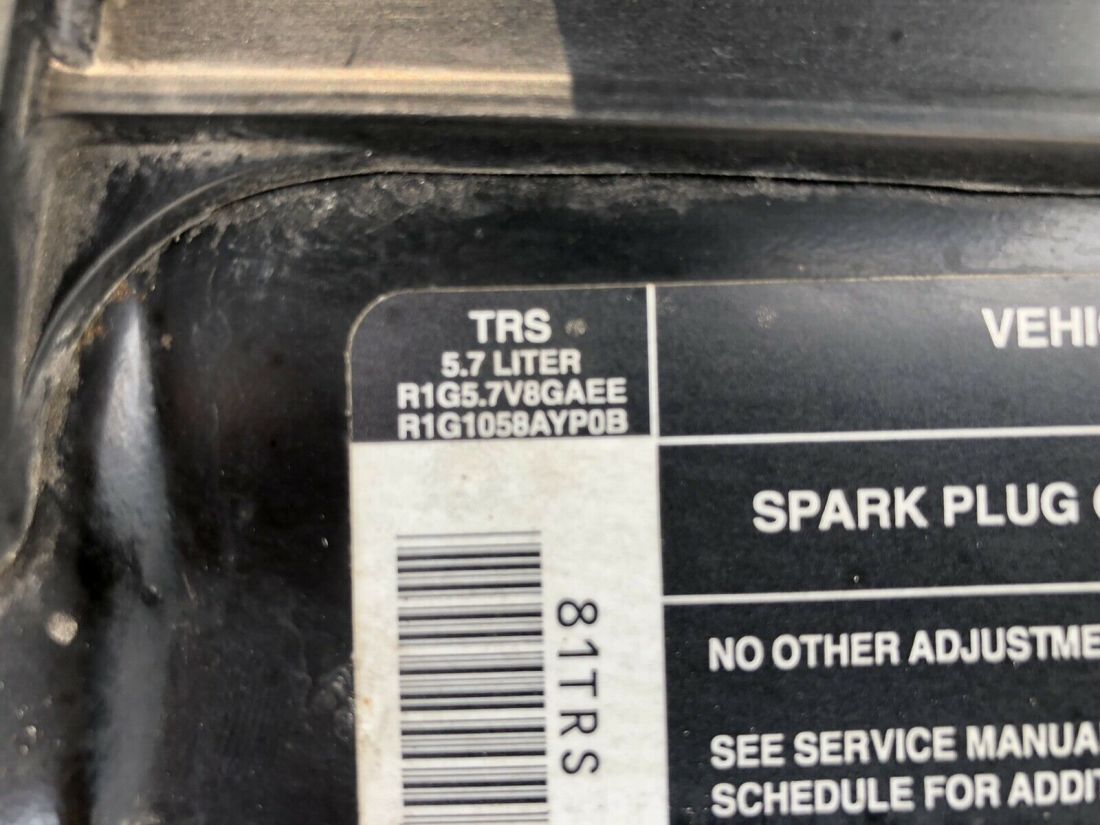 TRS
5.7 LITER
R1G5.7V8GAEE
R1G1058AYP0B
81TRS
VEHI
SPARK PLUG
NO OTHER ADJUSTME
SEE SERVICE MANUA
SCHEDULE FOR ADDIT